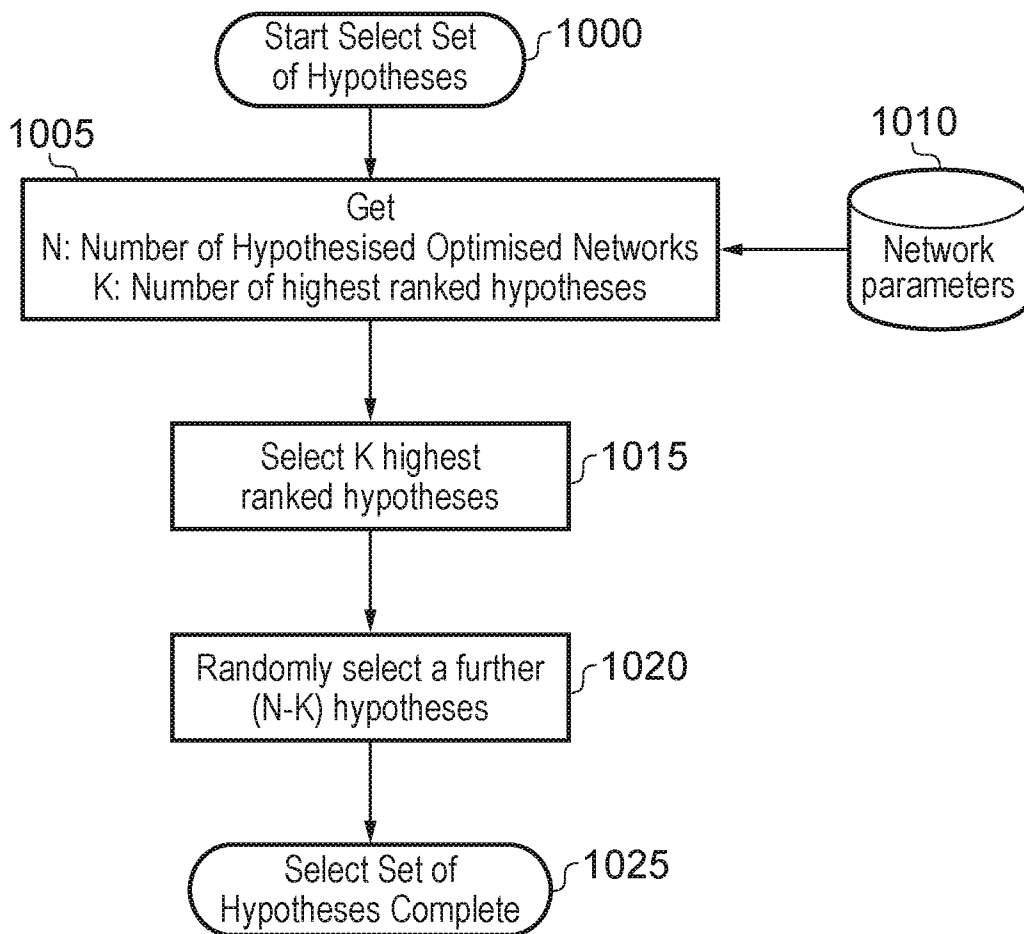 Start Select Set
of Hypotheses
1000
1005
Get
N: Number of Hypothesised Optimised Networks
K: Number of highest ranked hypotheses
1010
Network
parameters
Select K highest
ranked hypotheses
1015
Randomly select a further
(N-K) hypotheses
1020
Select Set of
Hypotheses Complete
1025